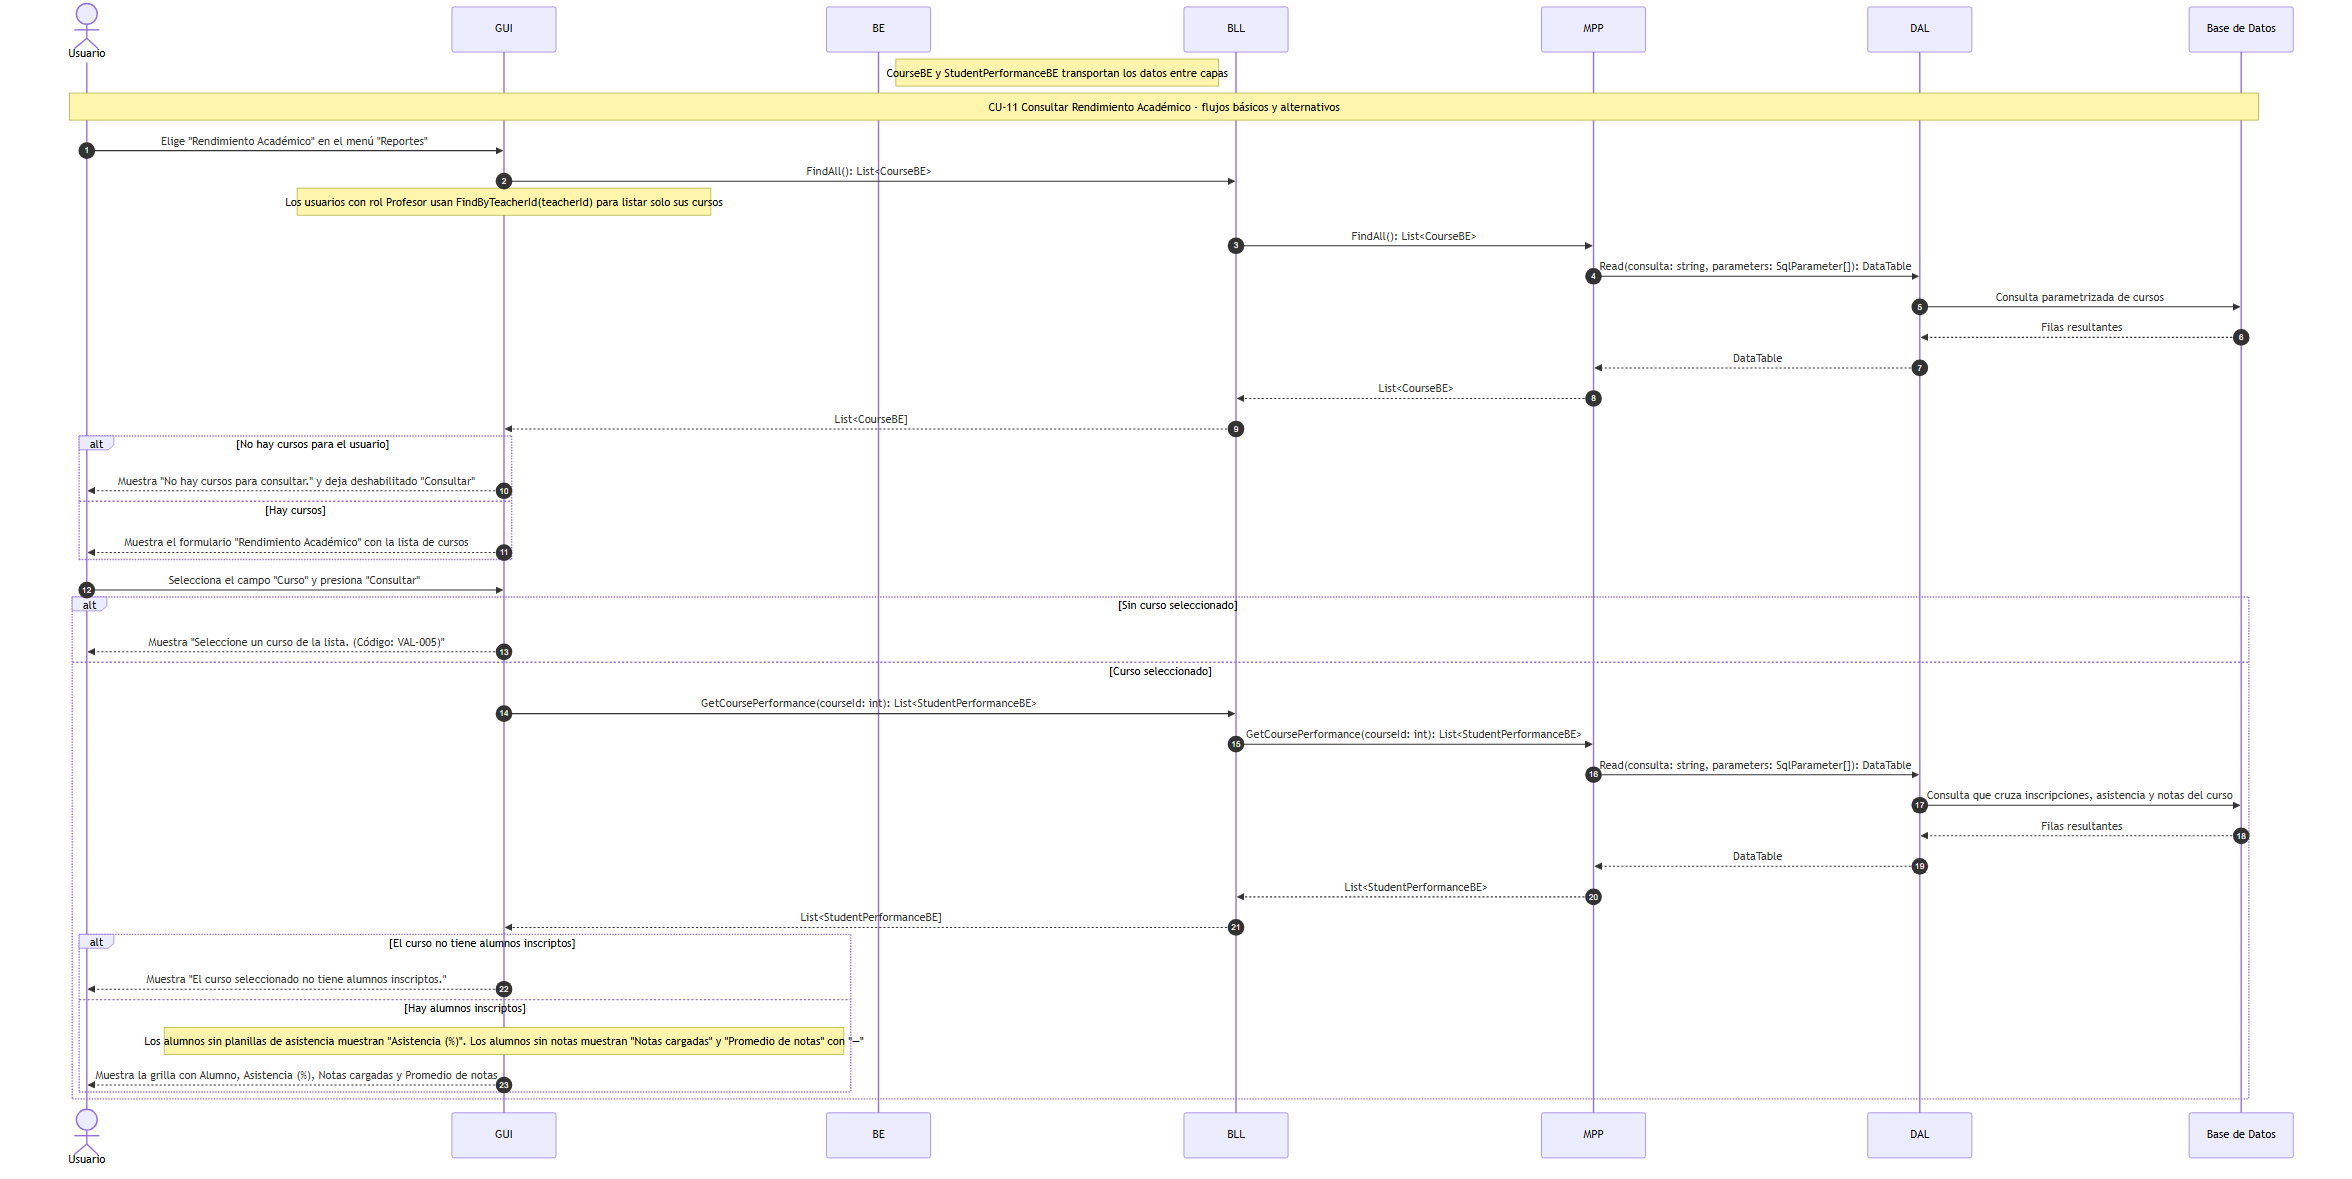 Usuario
GUI
BE
BLL
MPP
DAL
Base de Datos
CourseBE y StudentPerformanceBE transportan los datos entre capas
CU-11 Consultar Rendimiento Académico - flujos básicos y alternativos
1
Elige "Rendimiento Académico" en el menú "Reportes"
2
FindAll(): List<CourseBE>
Los usuarios con rol Profesor usan FindByTeacherId(teacherId) para listar solo sus cursos
3
FindAll(): List<CourseBE>
4
Read(consulta: string, parameters: SqlParameter[]): DataTable
5
Consulta parametrizada de cursos
6
Filas resultantes
7
DataTable
8
List<CourseBE>
9
List<CourseBE]
alt
[No hay cursos para el usuario]
10
Muestra "No hay cursos para consultar." y deja deshabilitado "Consultar"
[Hay cursos]
11
Muestra el formulario "Rendimiento Académico" con la lista de cursos
12
Selecciona el campo "Curso" y presiona "Consultar"
alt
[Sin curso seleccionado]
13
Muestra "Seleccione un curso de la lista. (Código: VAL-005)"
[Curso seleccionado]
14
GetCoursePerformance(courseId: int): List<StudentPerformanceBE>
15
GetCoursePerformance(courseId: int): List<StudentPerformanceBE>
16
Read(consulta: string, parameters: SqlParameter[]): DataTable
17
Consulta que cruza inscripciones, asistencia y notas del curso
18
Filas resultantes
19
DataTable
20
List<StudentPerformanceBE>
21
List<StudentPerformanceBE]
alt
[El curso no tiene alumnos inscriptos]
22
Muestra "El curso seleccionado no tiene alumnos inscriptos."
[Hay alumnos inscriptos]
Los alumnos sin planillas de asistencia muestran "Asistencia (%)". Los alumnos sin notas muestran "Notas cargadas" y "Promedio de notas" con "—"
23
Muestra la grilla con Alumno, Asistencia (%), Notas cargadas y Promedio de notas
Usuario
GUI
BE
BLL
MPP
DAL
Base de Datos